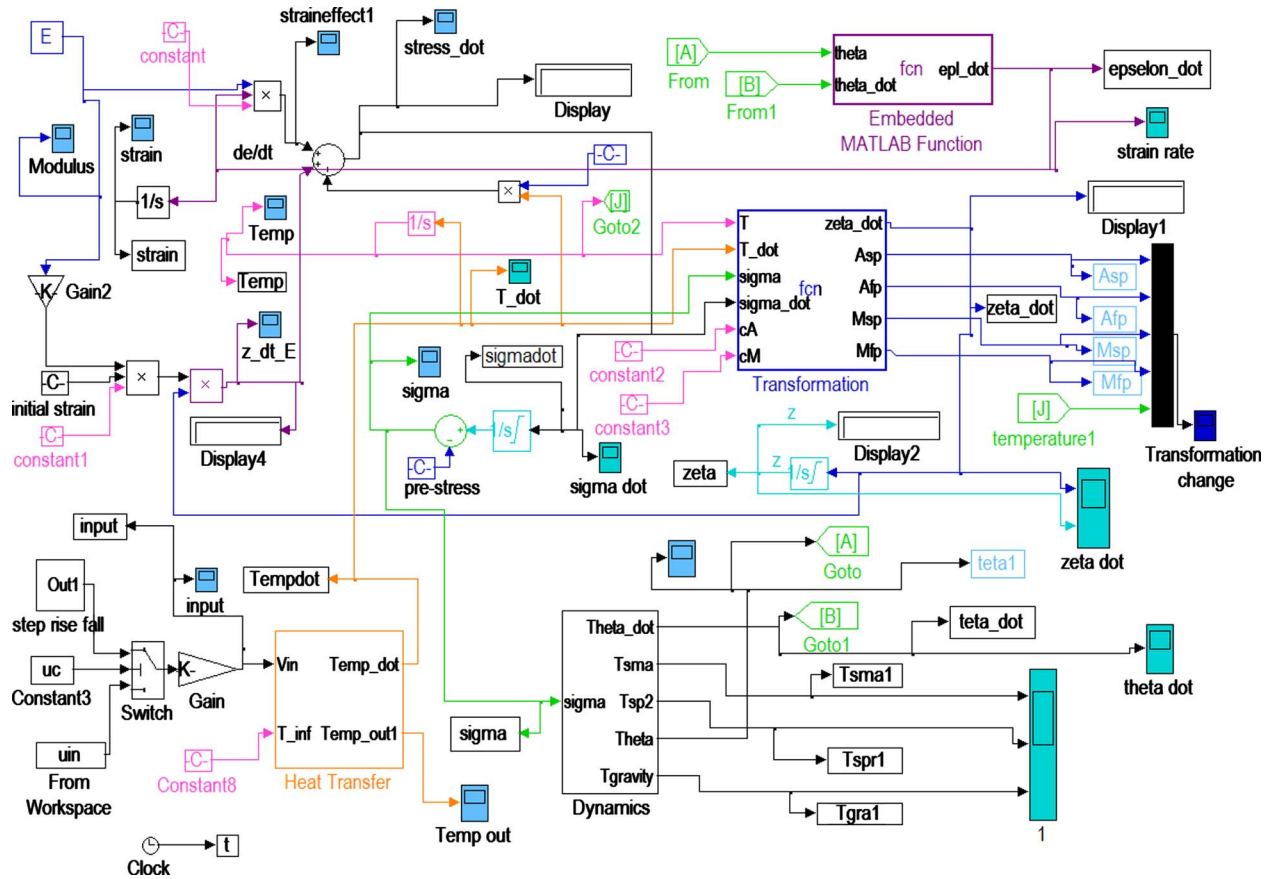 straineffect1
E
-C-
constant
stress_dot
[A]
From
theta
fcn
epl_dot
theta_dot
[B]
From1
epselon_dot
Embedded
MATLAB Function
×
Display
Modulus
strain
de/dt
+
+
-
strain rate
-C-
1/s
×
strain
Temp
Temp
1/s
[J]
Goto2
T
T_dot
sigma
sigma_dot
cA
cM
fcn
zeta_dot
Asp
Afp
Msp
Mfp
Transformation
Display1
Asp
Afp
Msp
Mfp
zeta_dot
-K-
Gain2
T_dot
z_dt_E
-C-
initial strain
×
×
-C-
constant1
Display4
sigma
sigmadot
-C-
constant2
-C-
constant3
[J]
temperature1
Transformation
change
-
-
1/s
-C-
pre-stress
sigma dot
z
Display2
zeta
z
1/s
zeta dot
input
Out1
step rise fall
input
Tempdot
[A]
Goto
teta1
[B]
Goto1
teta_dot
theta dot
uc
Constant3
Switch
K-
Gain
Vin
Temp_dot
T_inf
Temp_out1
Heat Transfer
-C-
Constant8
uin
From
Workspace
Temp out
sigma
sigma
Theta_dot
Tsma
Tsp2
Theta
Tgravity
Dynamics
Tsma1
Tspr1
Tgra1
1
Clock
t